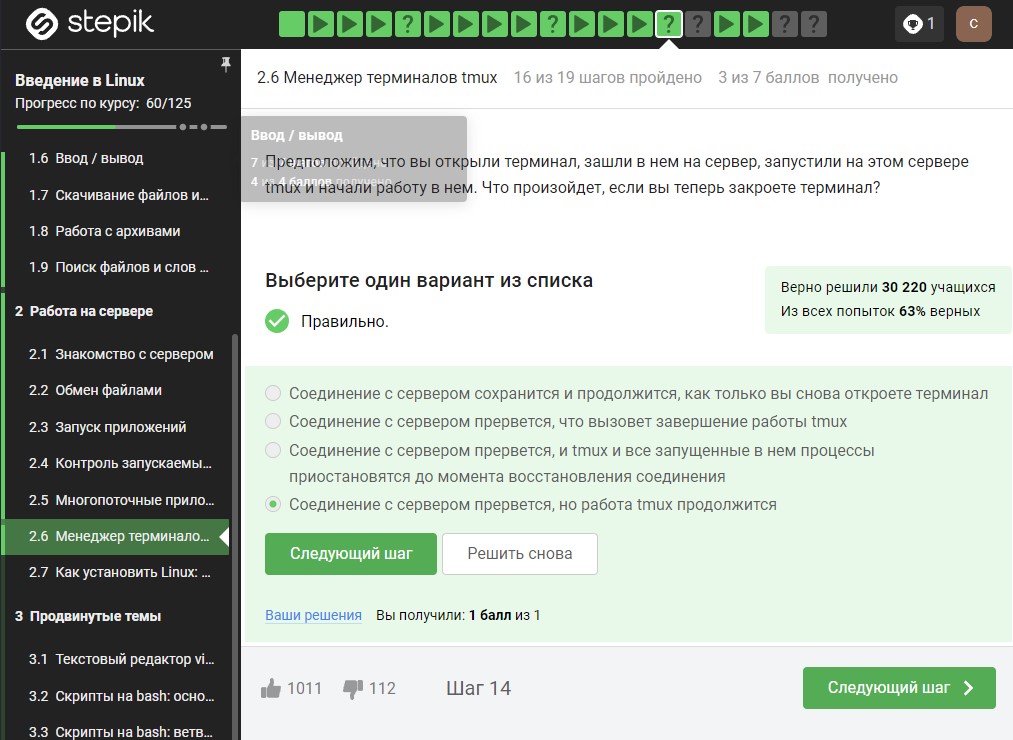 stepik
?
?
?
?
?
?
1
C
Введение в Linux
Прогресс по курсу: 60/125
1.6 Ввод / вывод
1.7 Скачивание файлов и...
1.8 Работа с архивами
1.9 Поиск файлов и слов ...
2 Работа на сервере
2.1 Знакомство с сервером
2.2 Обмен файлами
2.3 Запуск приложений
2.4 Контроль запускаемы...
2.5 Многопоточные прило...
2.6 Менеджер терминало...
2.7 Как установить Linux: ...
3 Продвинутые темы
3.1 Текстовый редактор vi...
3.2 Скрипты на bash: осно...
3.3 Скрипты на bash: ветв...
2.6 Менеджер терминалов tmux 16 из 19 шагов пройдено 3 из 7 баллов получено
Ввод / вывод
7 из
4 из 4 баллов получено
Предположим, что вы открыли терминал, зашли в нем на сервер, запустили на этом сервере
tmux и начали работу в нем. Что произойдет, если вы теперь закроете терминал?
Выберите один вариант из списка
Правильно.
Верно решили 30 220 учащихся
Из всех попыток 63% верных
Соединение с сервером сохранится и продолжится, как только вы снова откроете терминал
Соединение с сервером прервется, что вызовет завершение работы tmux
Соединение с сервером прервется, и tmux и все запущенные в нем процессы
приостановятся до момента восстановления соединения
Соединение с сервером прервется, но работа tmux продолжится
Следующий шаг
Решить снова
Ваши решения Вы получили: 1 балл из 1
1011 112 Шаг 14
Следующий шаг